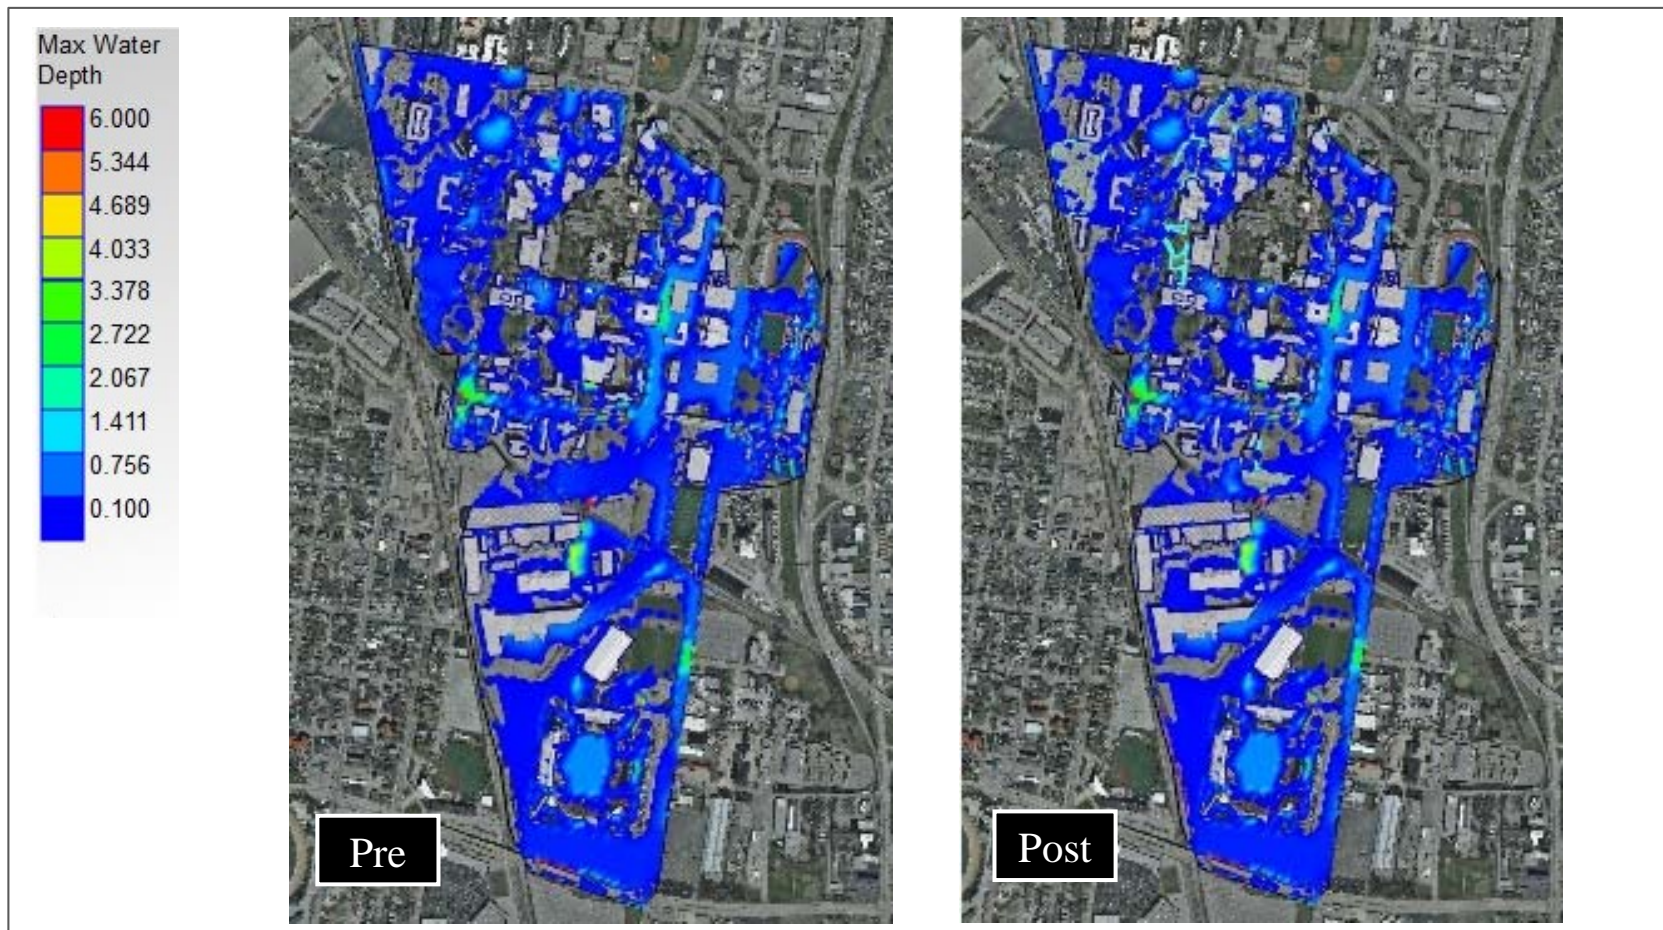 Max Water
Depth
6.000
5.344
4.689
4.033
3.378
2.722
2.067
1.411
0.756
0.100
Pre
Post